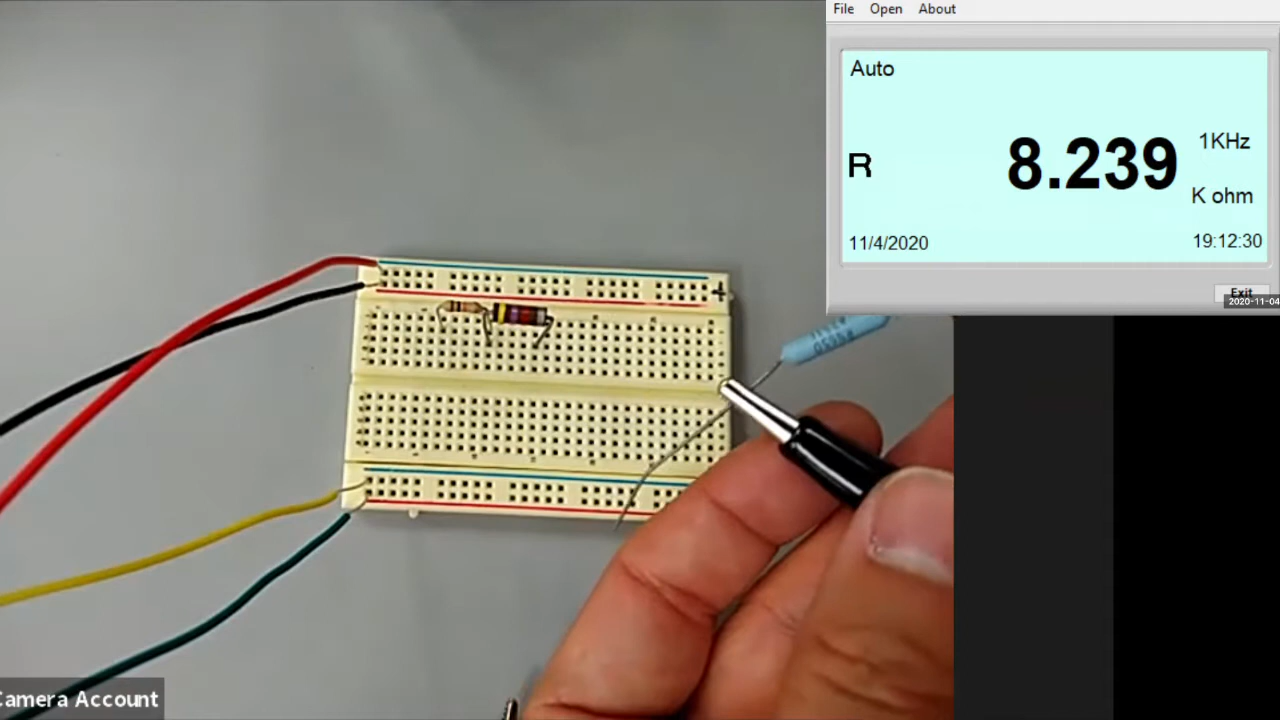 File Open About
Auto
1KHz
R 8.239
K ohm
11/4/2020 19:12:30
Exit
2020-11-04
+
Camera Account